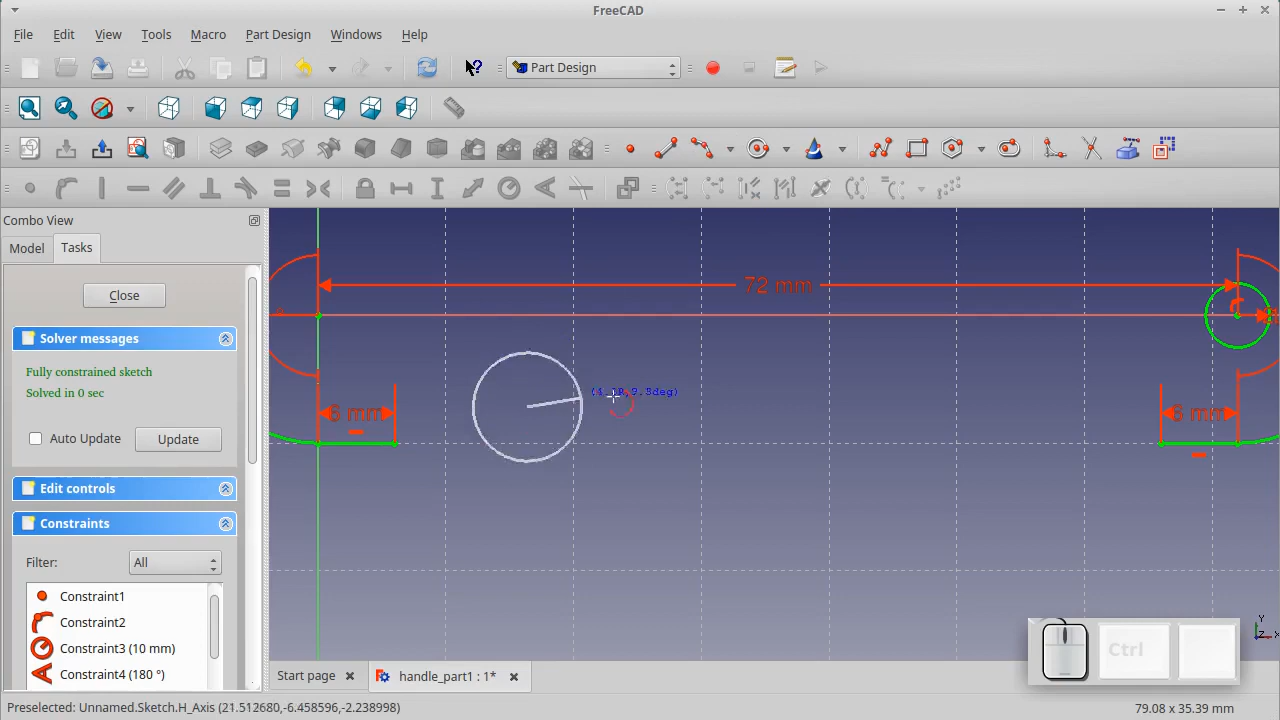 FreeCAD
File Edit View Tools Macro Part Design Windows Help
Part Design
Combo View
Model Tasks
Close
Solver messages
Fully constrained sketch
Solved in 0 sec
Auto Update Update
Edit controls
Constraints
Filter: All
Constraint1
Constraint2
Constraint3 (10 mm)
Constraint4 (180 °)
72 mm
6 mm
6 mm
Y
Z X
Ctrl
Start page handle_part1 : 1*
Preselected: Unnamed.Sketch.H_Axis (21.512680,-6.458596,-2.238998) 79.08 x 35.39 mm